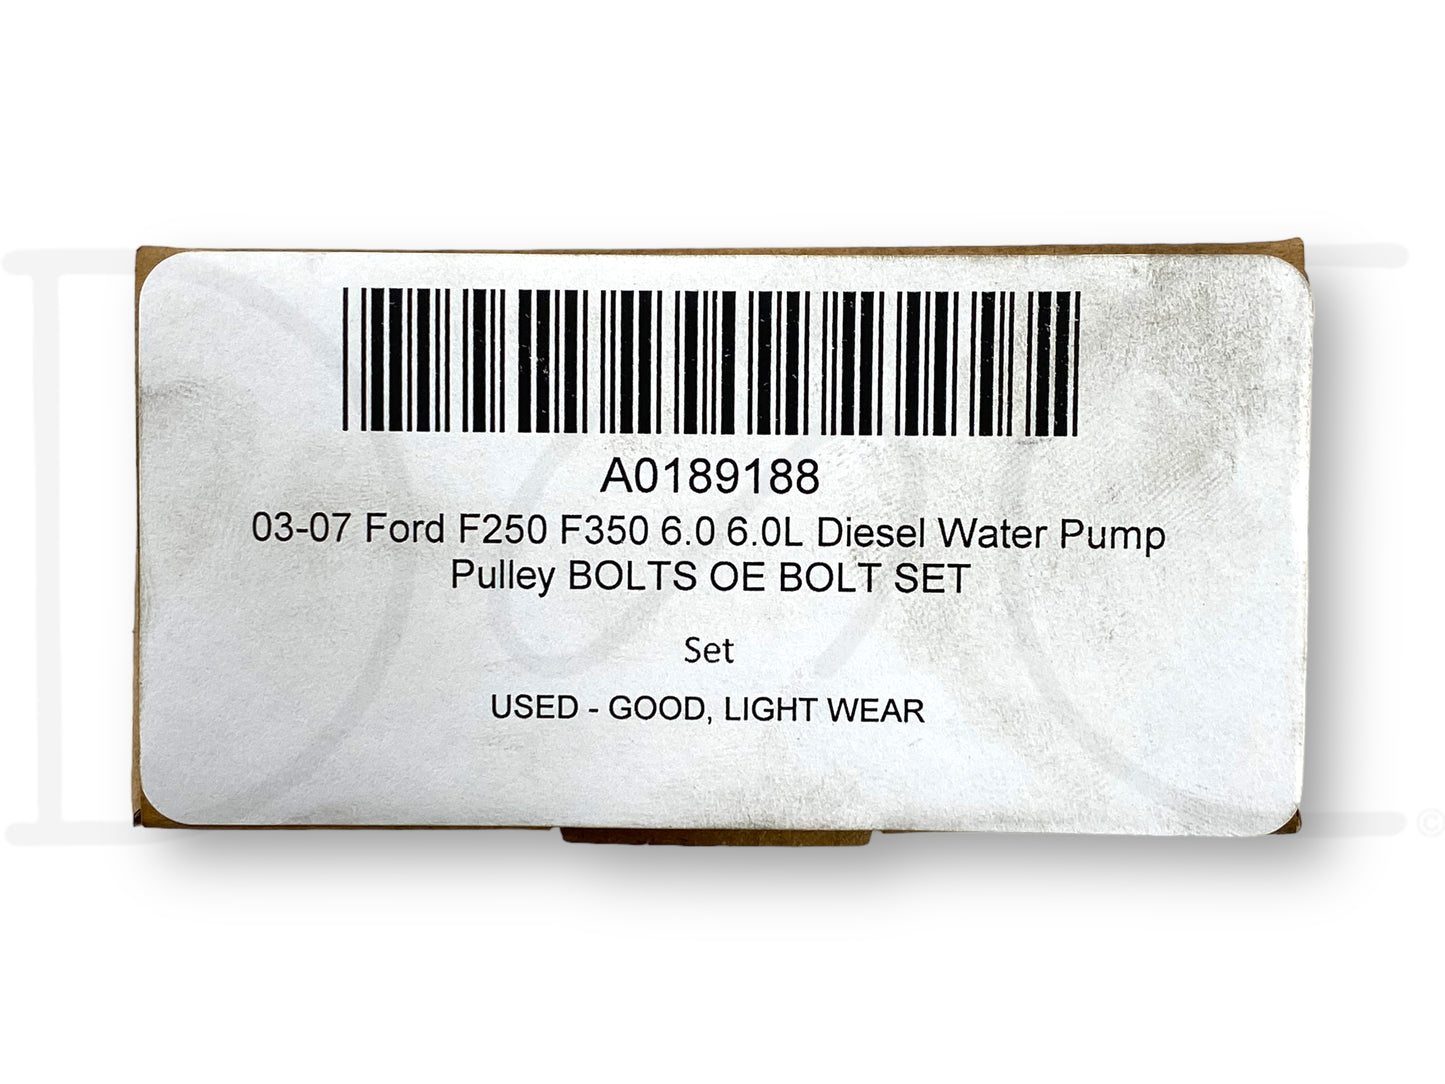 A0189188
03-07 Ford F250 F350 6.0 6.0L Diesel Water Pump
Pulley BOLTS OE BOLT SET
Set
USED - GOOD, LIGHT WEAR
©